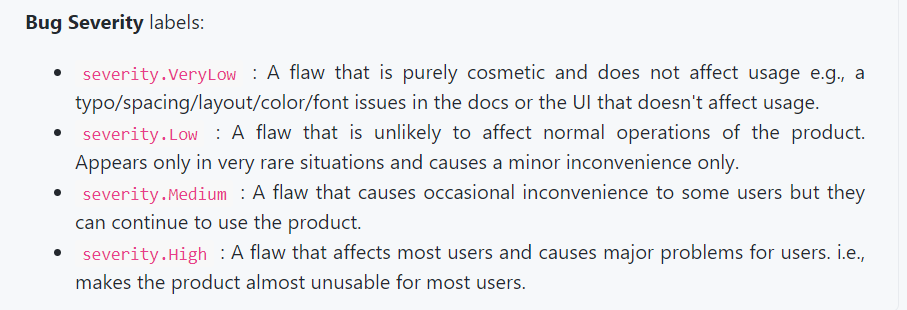 Bug Severity labels:
• severity.VeryLow : A flaw that is purely cosmetic and does not affect usage e.g., a
typo/spacing/layout/color/font issues in the docs or the UI that doesn't affect usage.
• severity.Low : A flaw that is unlikely to affect normal operations of the product.
Appears only in very rare situations and causes a minor inconvenience only.
• severity.Medium : A flaw that causes occasional inconvenience to some users but they
can continue to use the product.
• severity.High : A flaw that affects most users and causes major problems for users. i.e.,
makes the product almost unusable for most users.